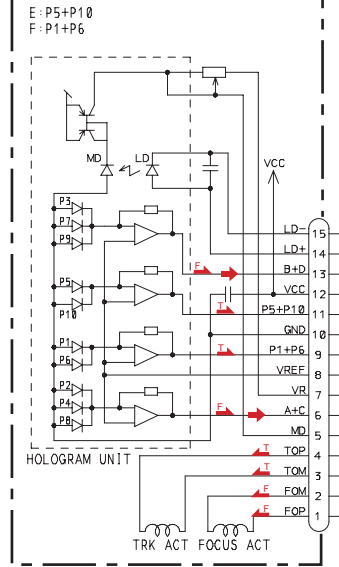 E:P5+P10
F:P1+P6
VCC
MD
LD
P3
P7
P9
P5
P10
P1
P6
P2
P4
P8
LD- 15
LD+ 14
F
B+D 13
VCC 12
T
P5+P10 11
GND 10
T
P1+P6 9
VREF 8
VR 7
F
A+C 6
MD 5
T
TOP 4
T
TOM 3
F
FOM 2
F
FOP 1
HOLOGRAM UNIT
TRK ACT FOCUS ACT